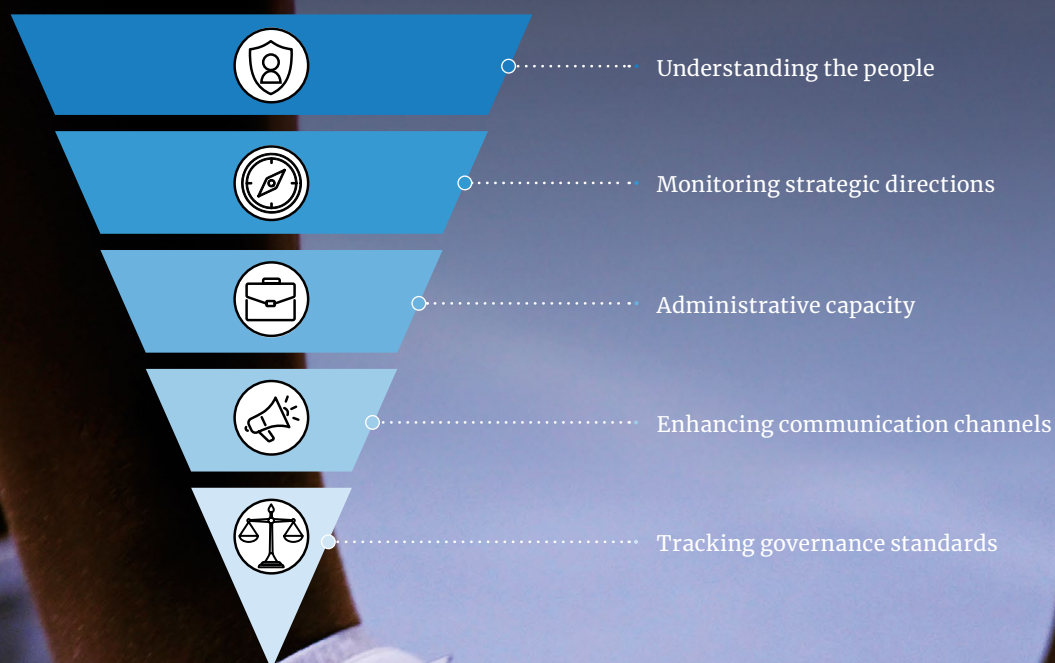 Understanding the people
Monitoring strategic directions
Administrative capacity
Enhancing communication channels
Tracking governance standards